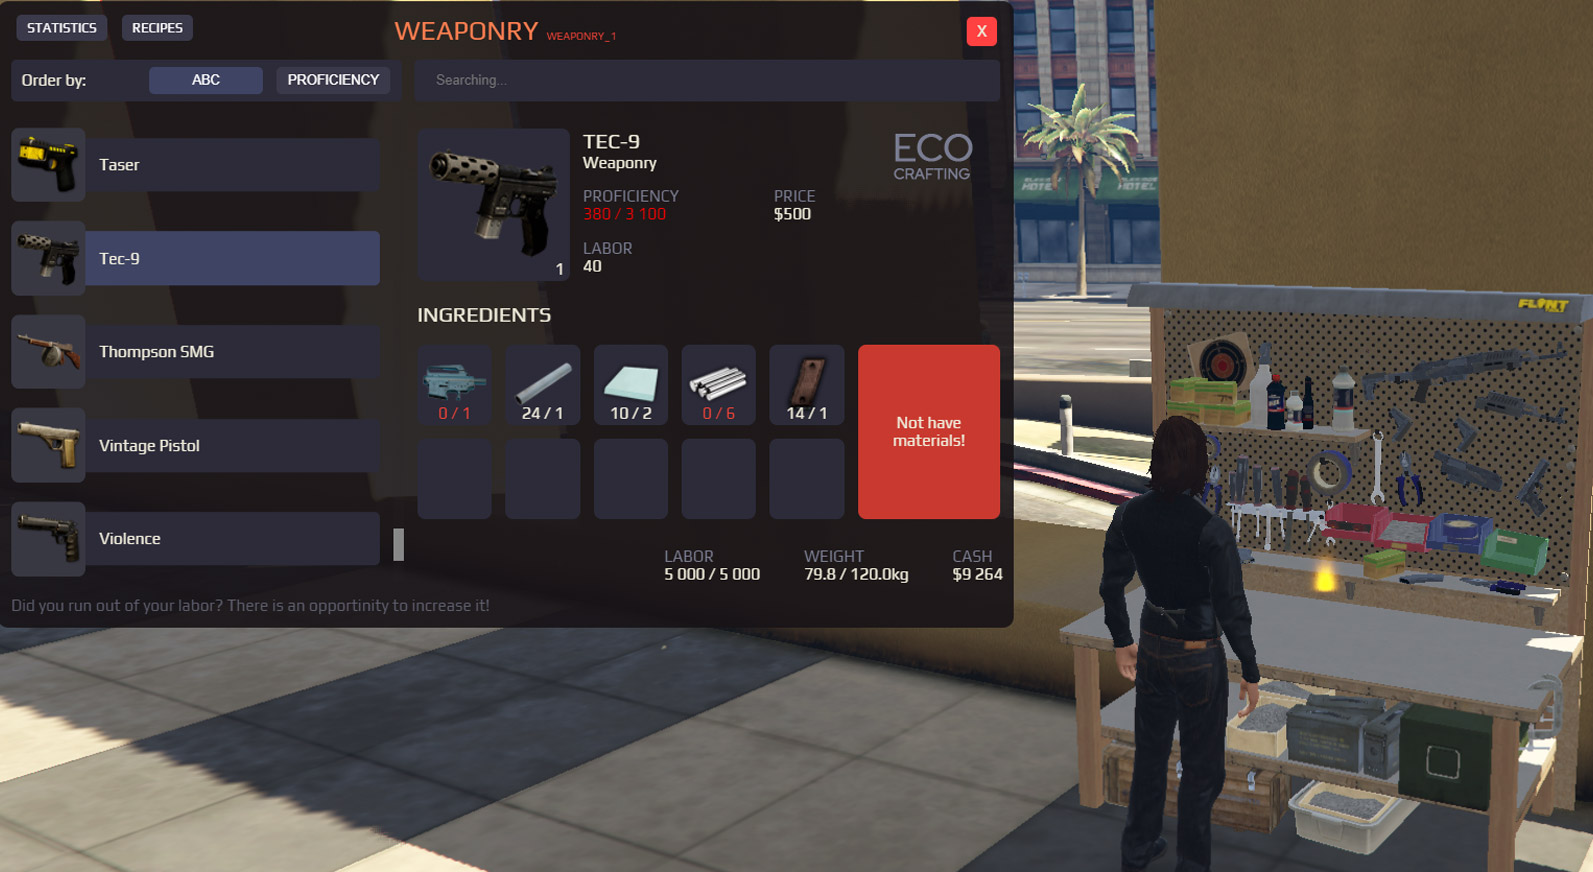 STATISTICS
RECIPES
WEAPONRY WEAPONRY_1
X
Order by:
ABC
PROFICIENCY
Searching...
Taser
Tec-9
Thompson SMG
Vintage Pistol
Violence
TEC-9
Weaponry
ECO
CRAFTING
PROFICIENCY
380 / 3 100
PRICE
$500
LABOR
40
1
INGREDIENTS
0 / 1
24 / 1
10 / 2
0 / 6
14 / 1
Not have
materials!
LABOR
5 000 / 5 000
WEIGHT
79.8 / 120.0kg
CASH
$9 264
Did you run out of your labor? There is an opportinity to increase it!
HOTEL
HOTEL
FLINT